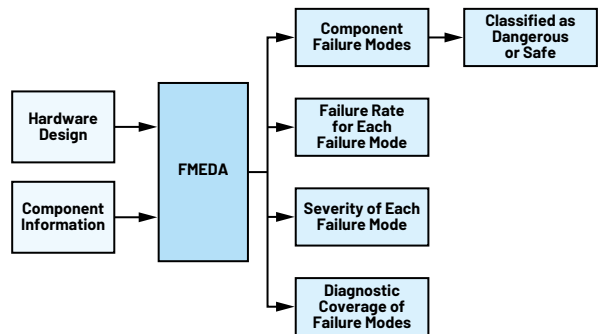 Hardware
Design
Component
Information
FMEDA
Component
Failure Modes
Classified as
Dangerous
or Safe
Failure Rate
for Each
Failure Mode
Severity of Each
Failure Mode
Diagnostic
Coverage of
Failure Modes